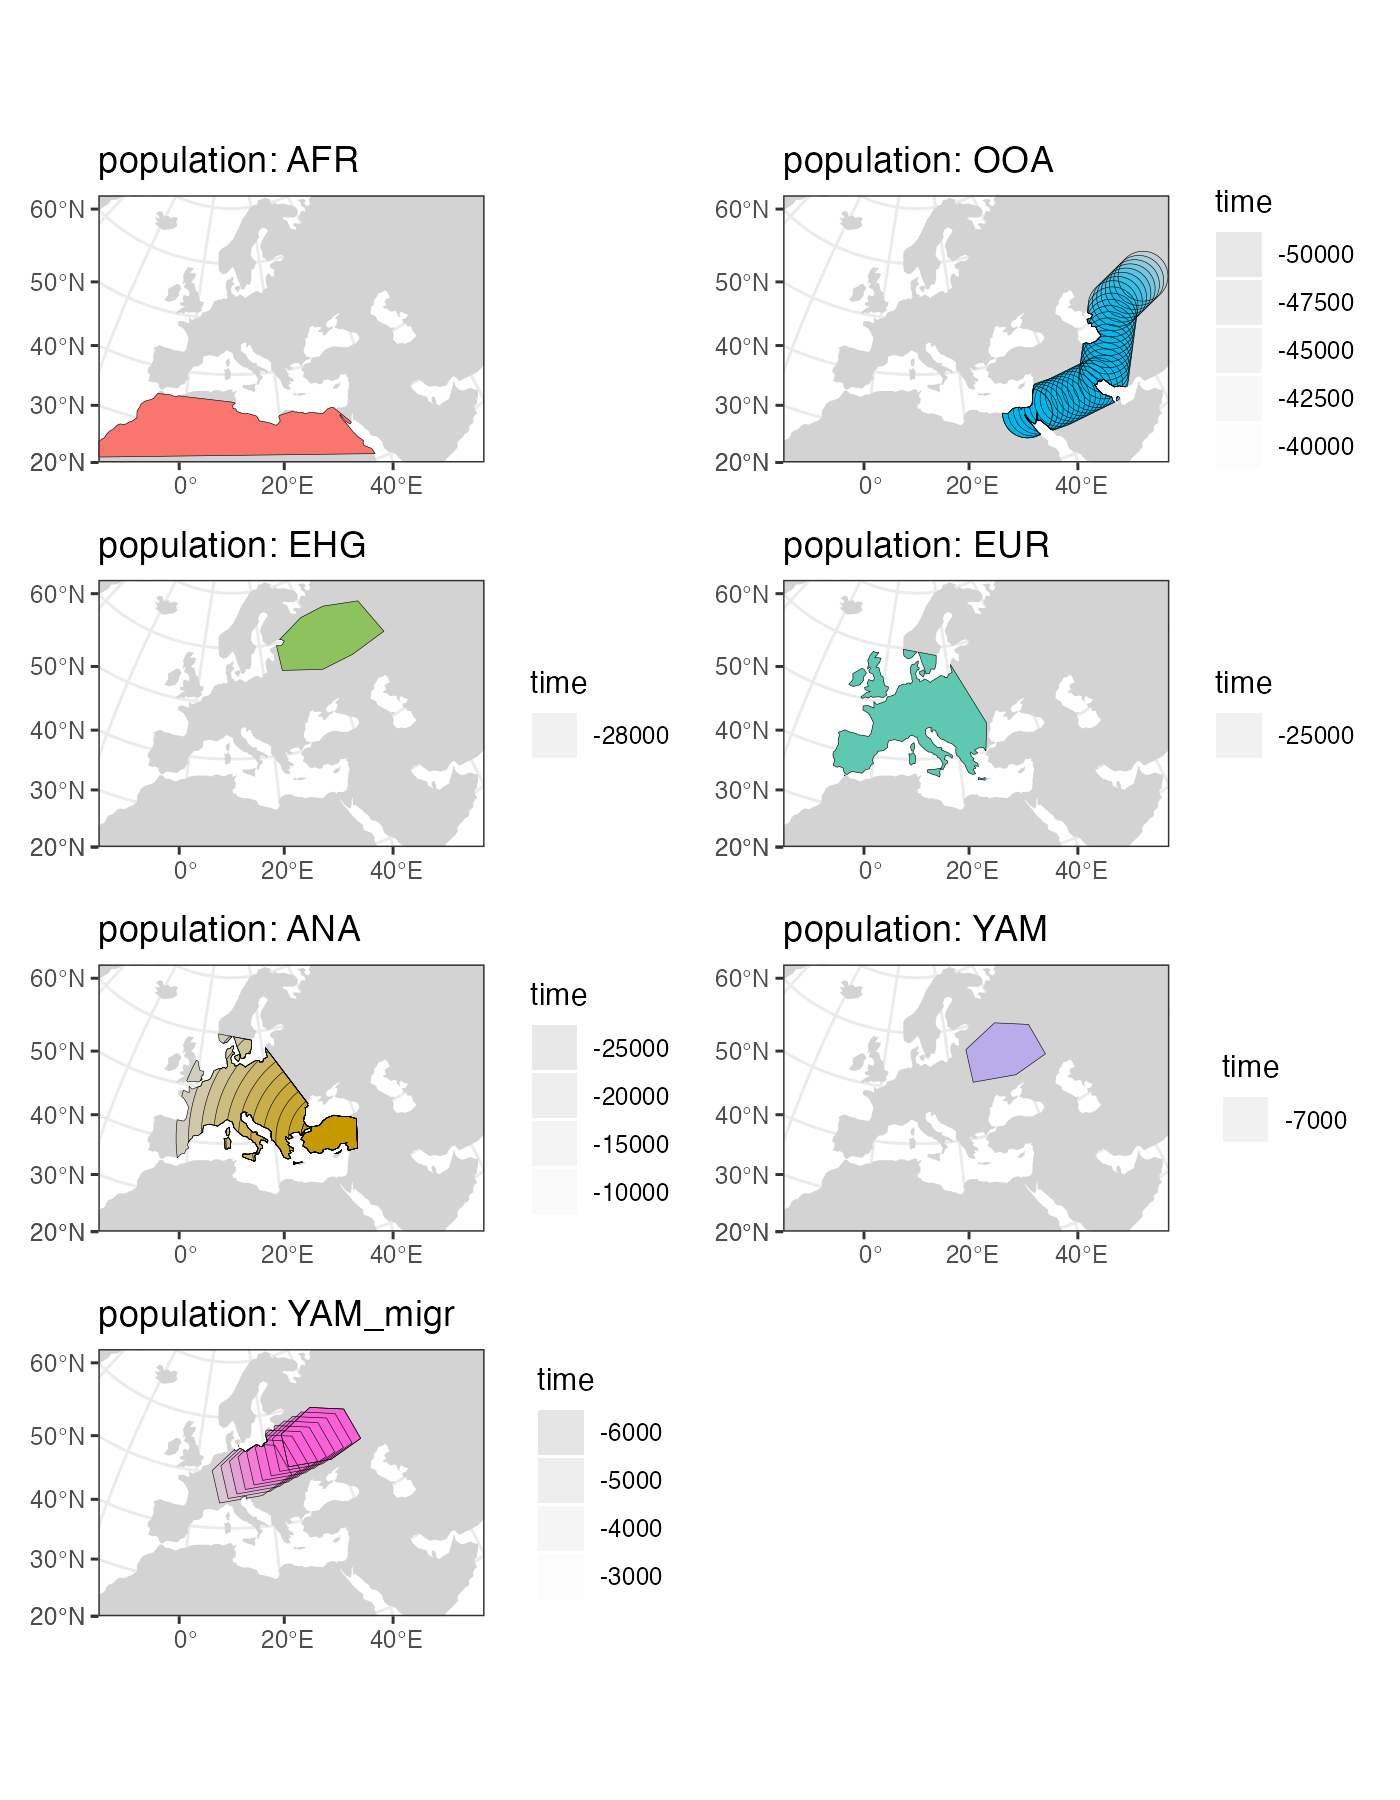 population: AFR
60°N
50°N
40°N
30°N
20°N
0°
20°E
40°E
population: OOA
60°N
50°N
40°N
30°N
20°N
0°
20°E
40°E
time
-50000
-47500
-45000
-42500
-40000
population: EHG
60°N
50°N
40°N
30°N
20°N
0°
20°E
40°E
time
-28000
population: EUR
60°N
50°N
40°N
30°N
20°N
0°
20°E
40°E
time
-25000
population: ANA
60°N
50°N
40°N
30°N
20°N
0°
20°E
40°E
time
-25000
-20000
-15000
-10000
population: YAM
60°N
50°N
40°N
30°N
20°N
0°
20°E
40°E
time
-7000
population: YAM_migr
60°N
50°N
40°N
30°N
20°N
0°
20°E
40°E
time
-6000
-5000
-4000
-3000